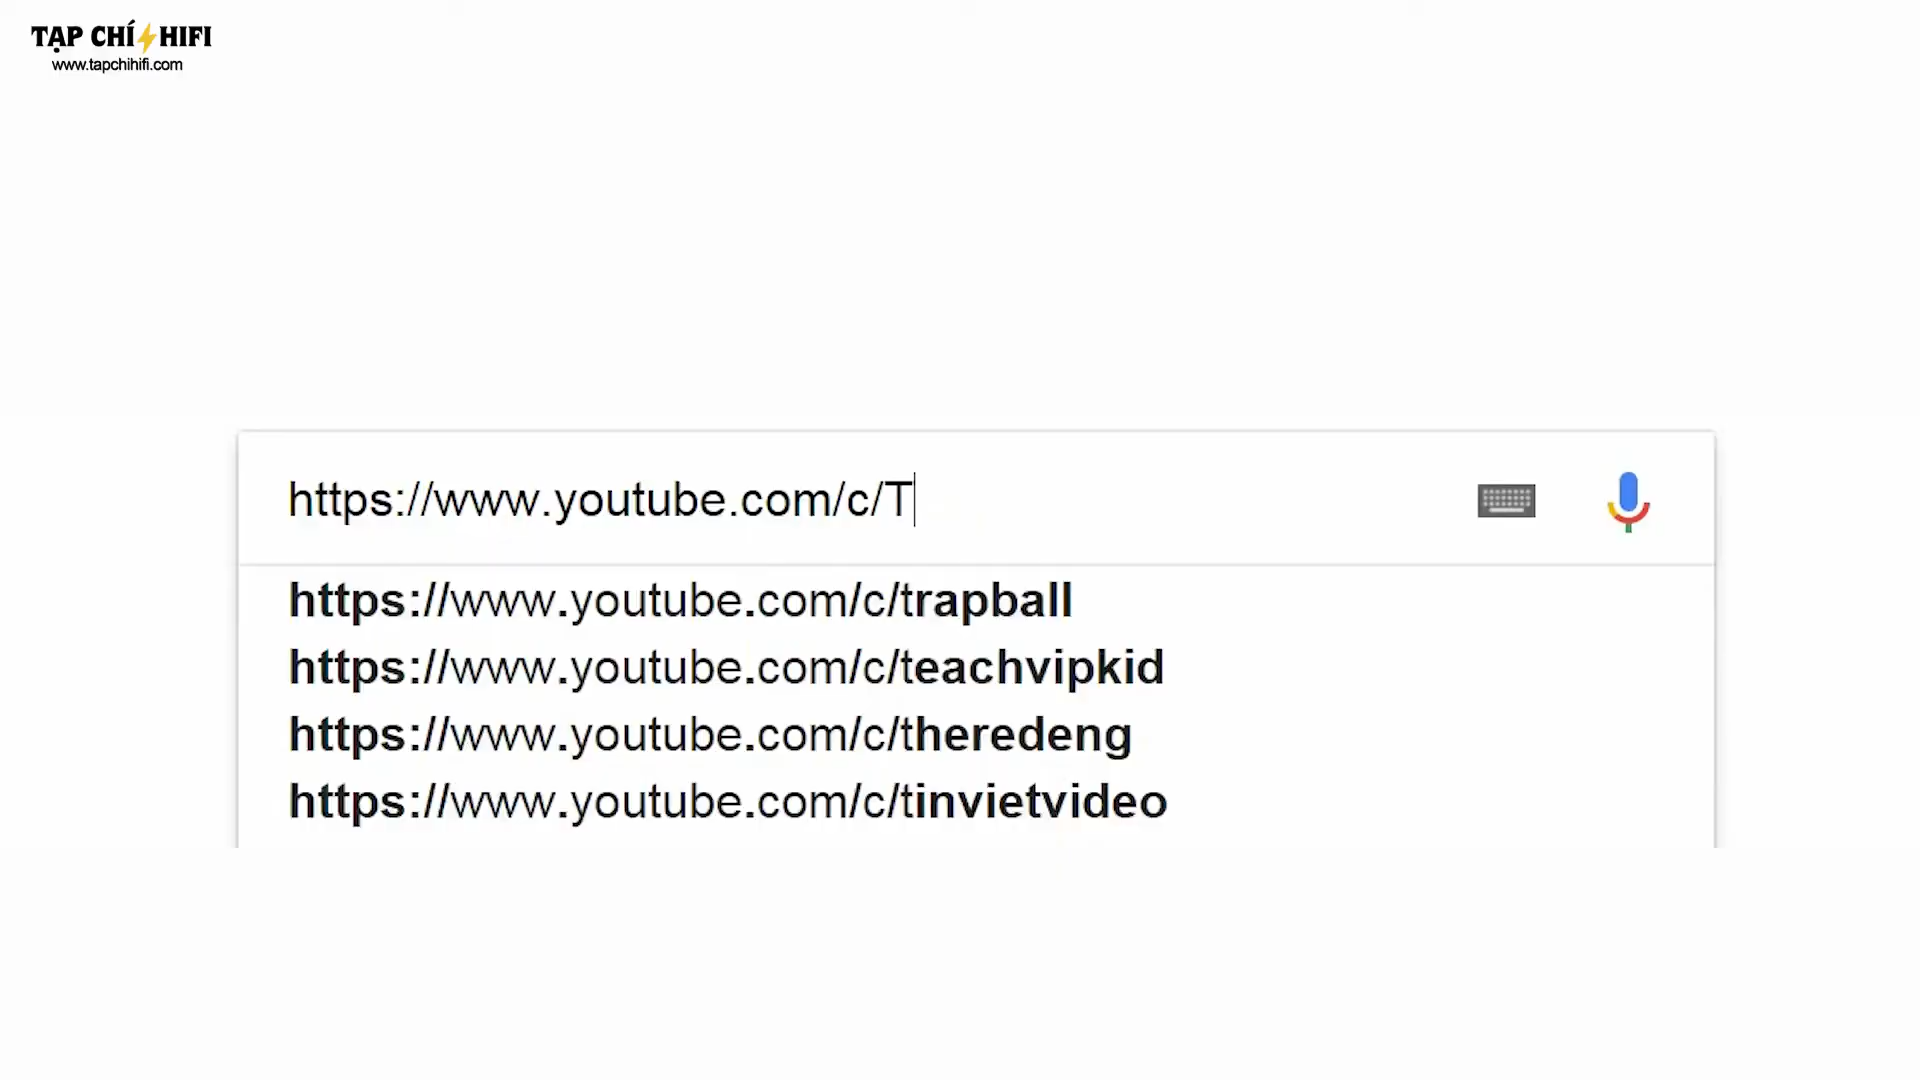 TẠP CHÍ HIFI
www.tapchihifi.com
https://www.youtube.com/c/T
https://www.youtube.com/c/trapball
https://www.youtube.com/c/teachvipkid
https://www.youtube.com/c/theredeng
https://www.youtube.com/c/tinvietvideo